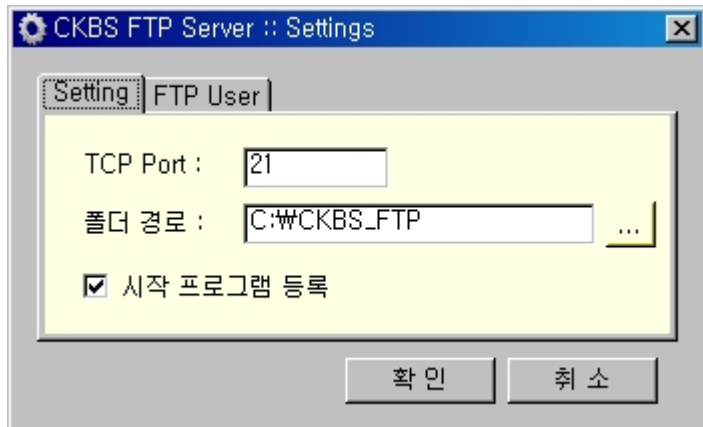 CKBS FTP Server :: Settings
Setting FTP User
TCP Port : 21
폴더 경로 : C:₩CKBS_FTP ...
시작 프로그램 등록
확 인 취 소